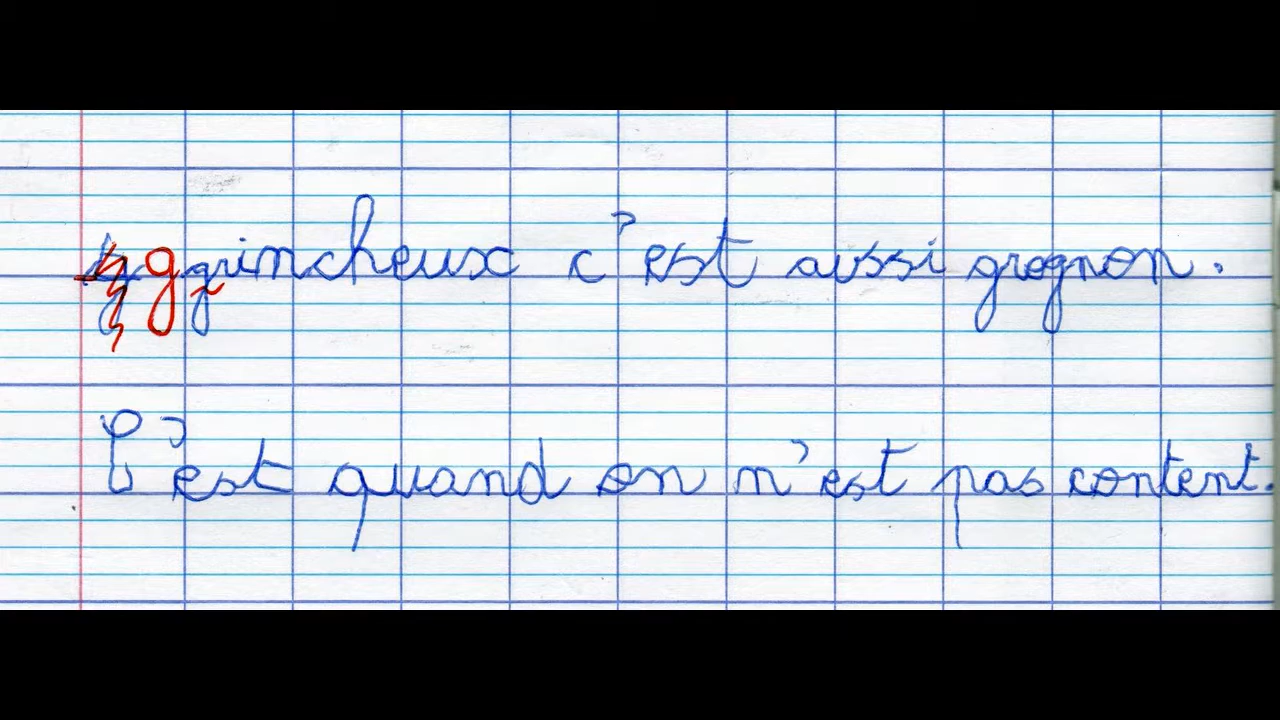 g grincheux c'est aussi grognon.
C'est quand on n'est pas content.